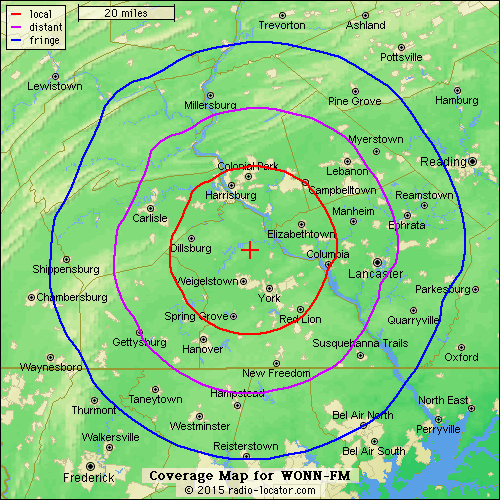 local
distant
fringe
20 miles
Trevorton
Ashland
Pottsville
Lewistown
Millersburg
Pine Grove
Hamburg
Myerstown
Reading
Colonial Park
Lebanon
Harrisburg
Campbelltown
Reamstown
Carlisle
Manheim
Ephrata
Elizabethtown
Dillsburg
Columbia
Lancaster
Shippensburg
Weigelstown
Chambersburg
York
Parkesburg
Spring Grove
Red Lion
Quarryville
Gettysburg
Hanover
Susquehanna Trails
Oxford
Waynesboro
New Freedom
Taneytown
Hampstead
Thurmont
North East
Westminster
Bel Air North
Perryville
Walkersville
Reisterstown
Bel Air South
Frederick
Coverage Map for WONN-FM
© 2015 radio-locator.com